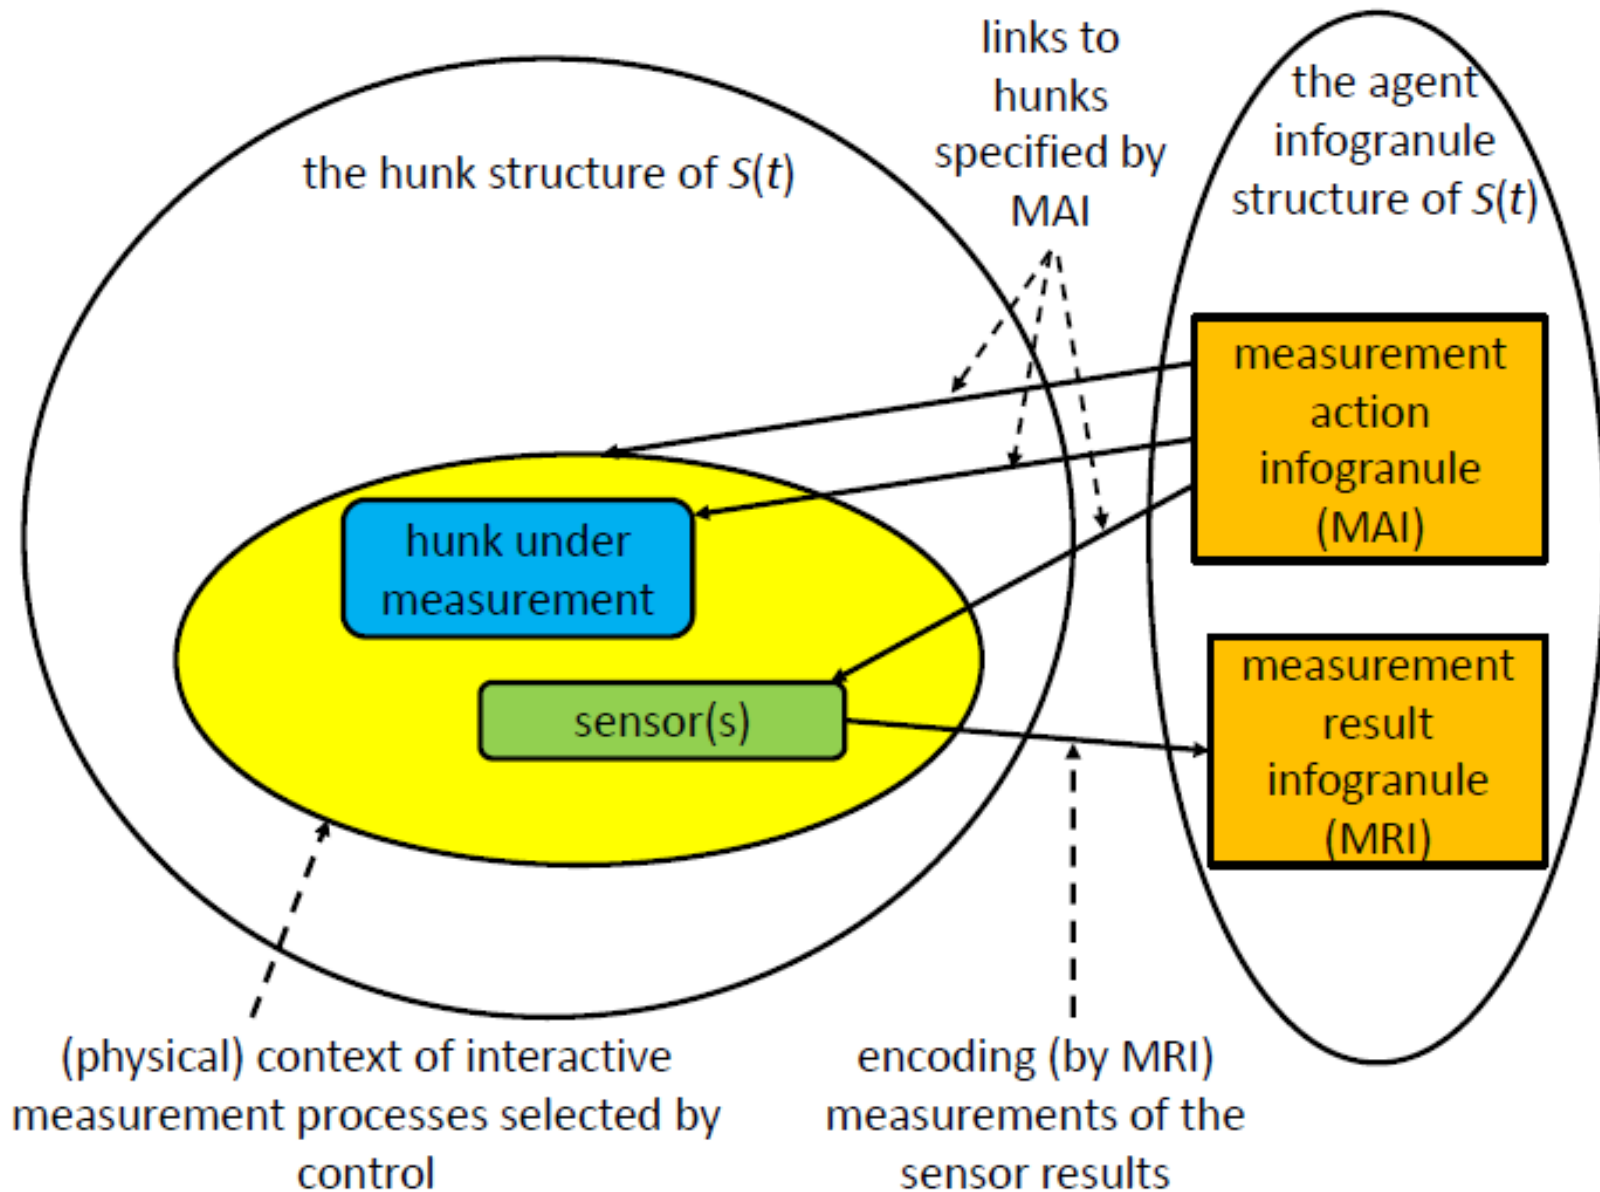 links to
hunks
specified by
MAI
the agent
infogranule
structure of S(t)
the hunk structure of S(t)
measurement
action
infogranule
(MAI)
hunk under
measurement
sensor(s)
measurement
result
infogranule
(MRI)
(physical) context of interactive
measurement processes selected by
control
encoding (by MRI)
measurements of the
sensor results